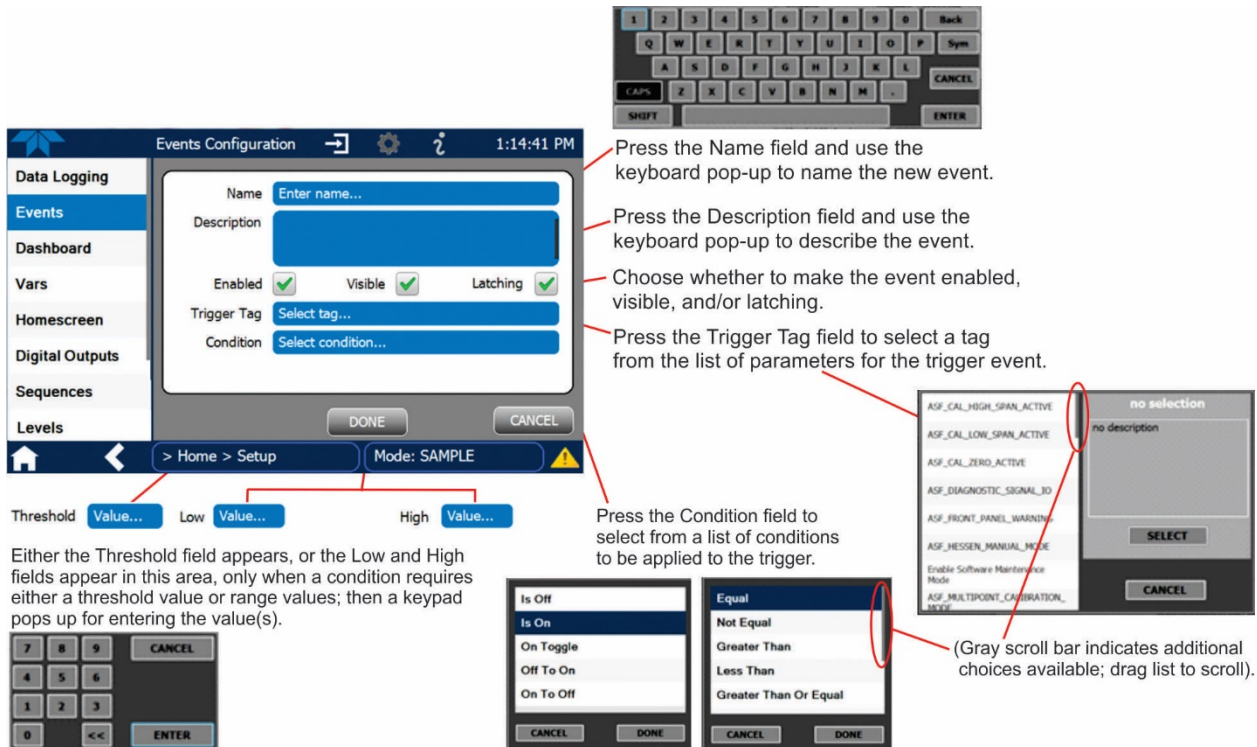 1 2 3 4 5 6 7 8 9 0 Back
Q W E R T Y U I O P Sym
A S D F G H J K L CANCEL
CAPS Z X C V B N M .
SHIFT ENTER
Events Configuration 1:14:41 PM
Data Logging
Events
Dashboard
Vars
Homescreen
Digital Outputs
Sequences
Levels
Name Enter name...
Description
Enabled Visible Latching
Trigger Tag Select tag...
Condition Select condition...
DONE CANCEL
> Home > Setup Mode: SAMPLE
Press the Name field and use the
keyboard pop-up to name the new event.
Press the Description field and use the
keyboard pop-up to describe the event.
Choose whether to make the event enabled,
visible, and/or latching.
Press the Trigger Tag field to select a tag
from the list of parameters for the trigger event.
ASF_CAL_HIGH_SPAN_ACTIVE
ASF_CAL_LOW_SPAN_ACTIVE
ASF_CAL_ZERO_ACTIVE
ASF_DIAGNOSTIC_SIGNAL_IO
ASF_FRONT_PANEL_WARNING
ASF_HESSEN_MANUAL_MODE
Enable Software Maintenance
Mode
ASF_MULTIPOINT_CALIBRATION_
MODE
no selection
no description
SELECT
CANCEL
Threshold Value... Low Value... High Value...
Either the Threshold field appears, or the Low and High
fields appear in this area, only when a condition requires
either a threshold value or range values; then a keypad
pops up for entering the value(s).
7 8 9 CANCEL
4 5 6
1 2 3
0 << ENTER
Press the Condition field to
select from a list of conditions
to be applied to the trigger.
Is Off
Is On
On Toggle
Off To On
On To Off
CANCEL DONE
Equal
Not Equal
Greater Than
Less Than
Greater Than Or Equal
CANCEL DONE
(Gray scroll bar indicates additional
choices available; drag list to scroll).